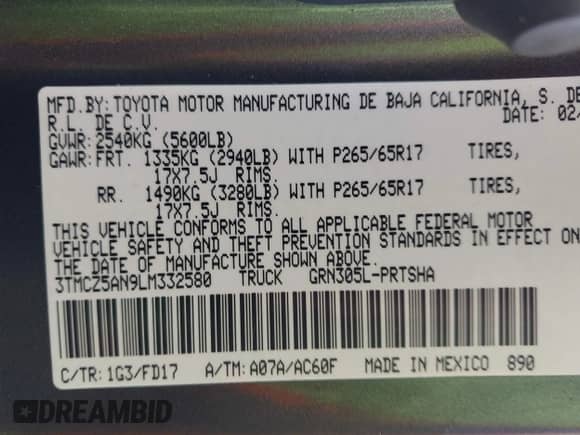 MFD.BY: TOYOTA MOTOR MANUFACTURING DE BAJA CALIFORNIA, S. DE
R.L. DE C.V. DATE: 02/
GVWR: 2540KG (5600LB)
GAWR: FRT. 1335KG (2940LB) WITH P265/65R17 TIRES,
17X7.5J RIMS.
RR. 1490KG (3280LB) WITH P265/65R17 TIRES,
17X7.5J RIMS.
THIS VEHICLE CONFORMS TO ALL APPLICABLE FEDERAL MOTOR
VEHICLE SAFETY AND THEFT PREVENTION STANDARDS IN EFFECT ON
THE DATE OF MANUFACTURE SHOWN ABOVE.
3TMCZ5AN9LM332580 TRUCK GRN305L-PRTSHA
C/TR: 1G3/FD17 A/TM: A07A/AC60F MADE IN MEXICO 890
DREAMBID